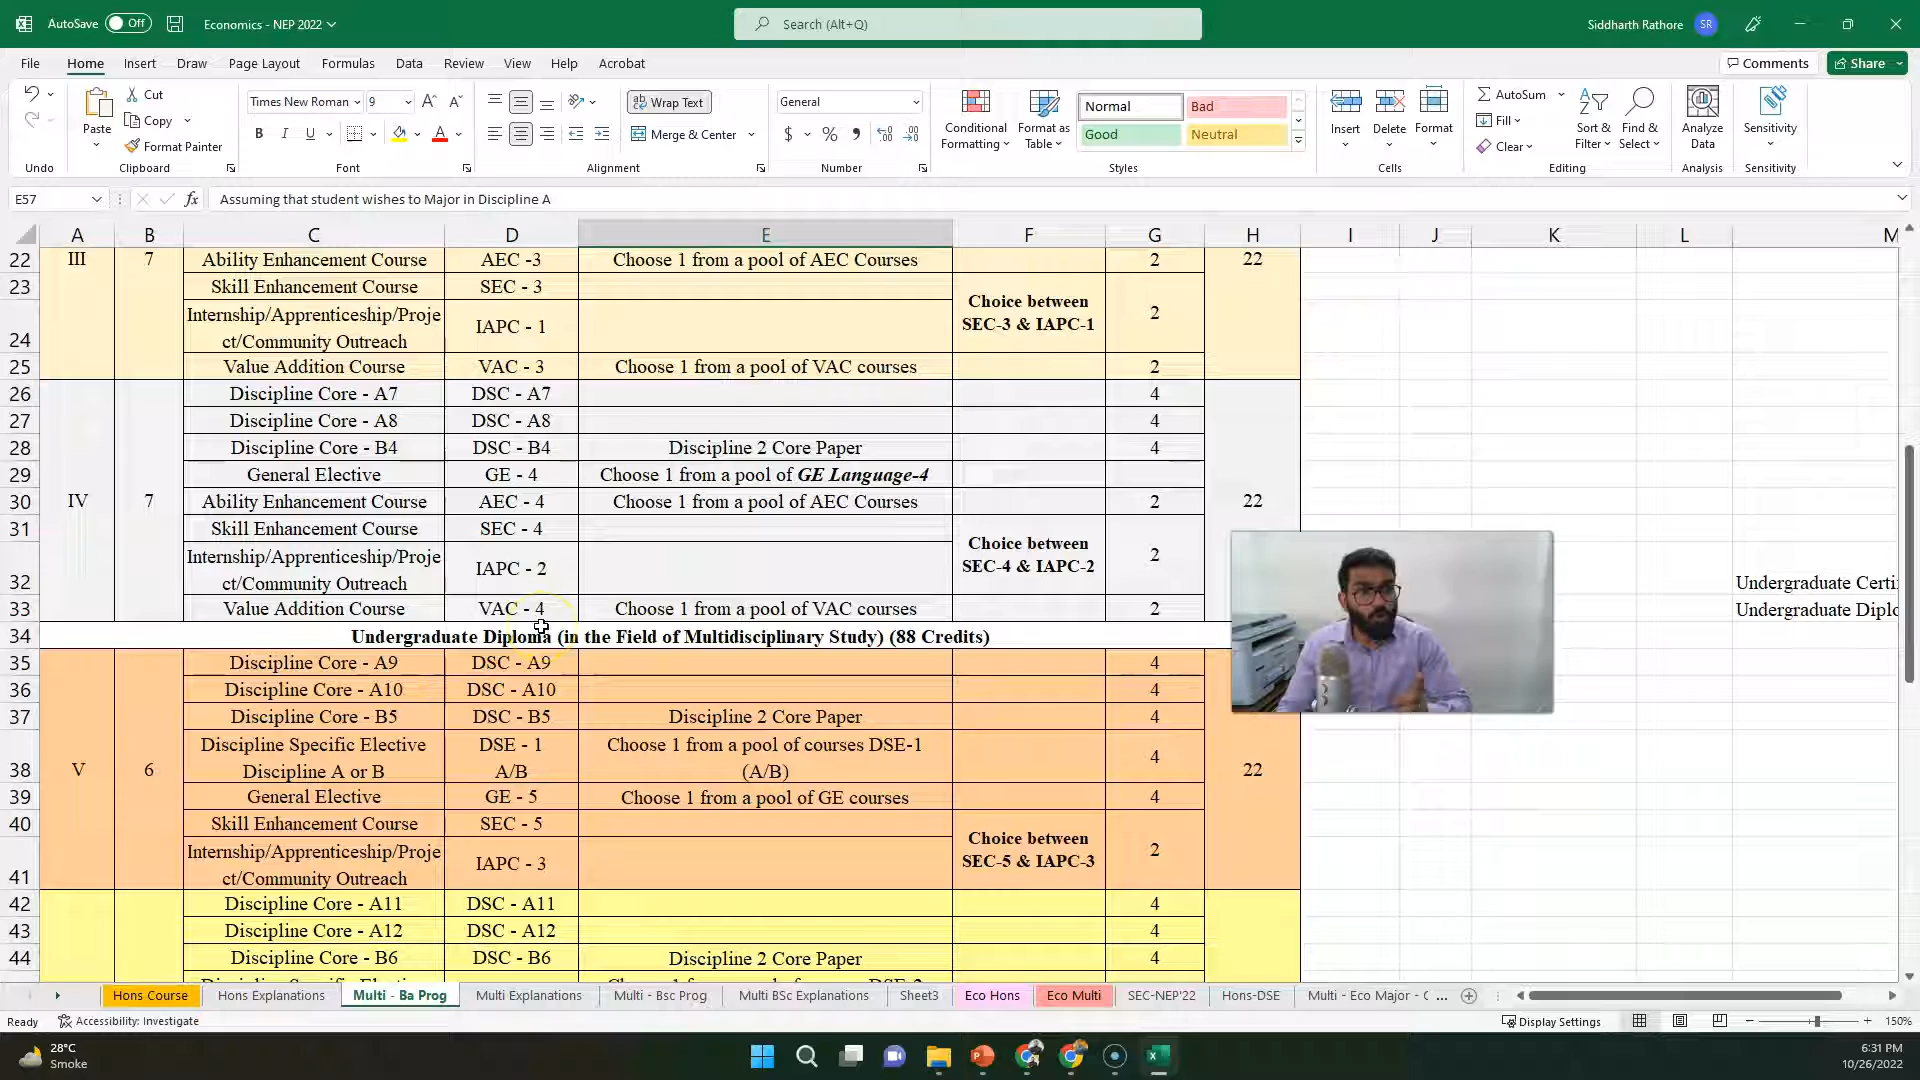 AutoSave Off Economics - NEP 2022 Search (Alt+Q) Siddharth Rathore SR
File Home Insert Draw Page Layout Formulas Data Review View Help Acrobat Comments Share
Paste Cut Copy Format Painter
Times New Roman 9
B I U A
Wrap Text
Merge & Center
General
$ % ,
Conditional Formatting
Format as Table
Normal Bad
Good Neutral
Insert Delete Format
AutoSum
Fill
Clear
Sort & Filter
Find & Select
Analyze Data
Sensitivity
Undo Clipboard Font Alignment Number Styles Cells Editing Analysis Sensitivity
E57 fx Assuming that student wishes to Major in Discipline A
A B C D E F G H I J K L M
22 III 7 Ability Enhancement Course AEC -3 Choose 1 from a pool of AEC Courses 2 22
23 Skill Enhancement Course SEC - 3 Choice between SEC-3 & IAPC-1 2
24 Internship/Apprenticeship/Proje
ct/Community Outreach IAPC - 1
25 Value Addition Course VAC - 3 Choose 1 from a pool of VAC courses 2
26 Discipline Core - A7 DSC - A7 4
27 Discipline Core - A8 DSC - A8 4
28 Discipline Core - B4 DSC - B4 Discipline 2 Core Paper 4
29 General Elective GE - 4 Choose 1 from a pool of GE Language-4
30 IV 7 Ability Enhancement Course AEC - 4 Choose 1 from a pool of AEC Courses 2 22
31 Skill Enhancement Course SEC - 4 Choice between SEC-4 & IAPC-2 2
32 Internship/Apprenticeship/Proje
ct/Community Outreach IAPC - 2 Undergraduate Certi
33 Value Addition Course VAC - 4 Choose 1 from a pool of VAC courses 2 Undergraduate Diplo
34 Undergraduate Diploma (in the Field of Multidisciplinary Study) (88 Credits)
35 Discipline Core - A9 DSC - A9 4
36 Discipline Core - A10 DSC - A10 4
37 Discipline Core - B5 DSC - B5 Discipline 2 Core Paper 4
38 V 6 Discipline Specific Elective
Discipline A or B DSE - 1
A/B Choose 1 from a pool of courses DSE-1
(A/B) 4 22
39 General Elective GE - 5 Choose 1 from a pool of GE courses 4
40 Skill Enhancement Course SEC - 5 Choice between SEC-5 & IAPC-3 2
41 Internship/Apprenticeship/Proje
ct/Community Outreach IAPC - 3
42 Discipline Core - A11 DSC - A11 4
43 Discipline Core - A12 DSC - A12 4
44 Discipline Core - B6 DSC - B6 Discipline 2 Core Paper 4
Hons Course Hons Explanations Multi - Ba Prog Multi Explanations Multi - Bsc Prog Multi BSc Explanations Sheet3 Eco Hons Eco Multi SEC-NEP'22 Hons-DSE Multi - Eco Major - C ...
Ready Accessibility: Investigate Display Settings 150%
28°C
Smoke
6:31 PM
10/26/2022